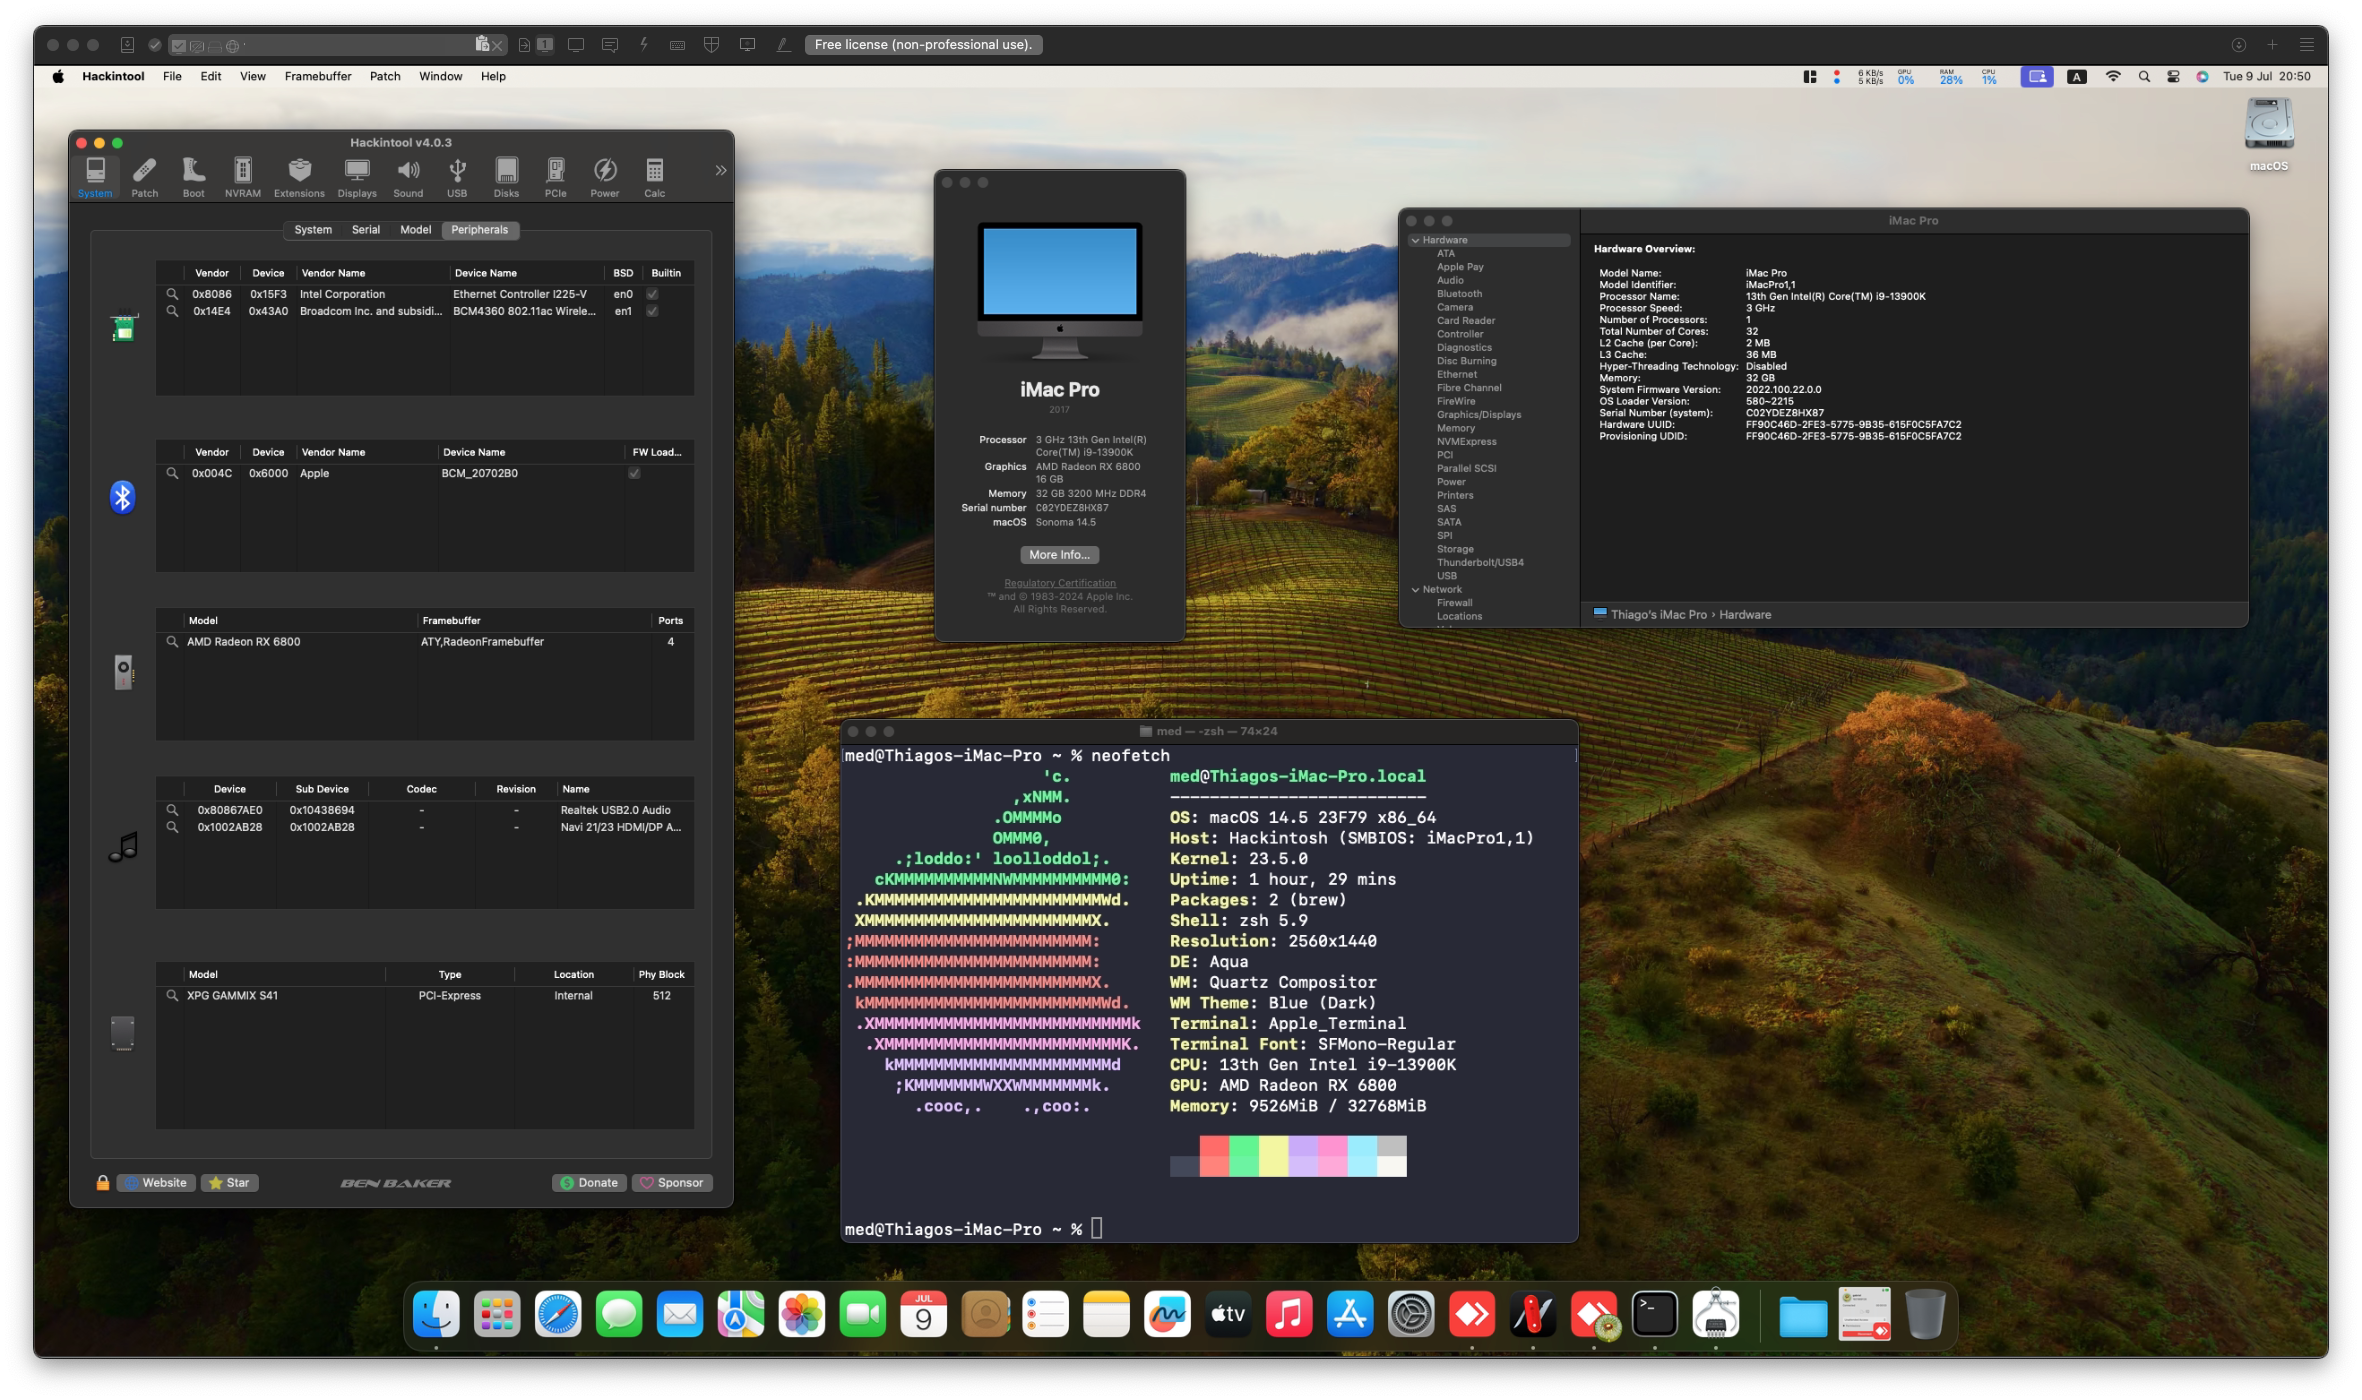 Free license (non-professional use).
Hackintool File Edit View Framebuffer Patch Window Help
6 KB/s 5 KB/s GPU 0% RAM 28% CPU 1% A Tue 9 Jul 20:50
macOS
Hackintool v4.0.3
System Patch Boot NVRAM Extensions Displays Sound USB Disks PCIe Power Calc
System Serial Model Peripherals
Vendor Device Vendor Name Device Name BSD Builtin
0x8086 0x15F3 Intel Corporation Ethernet Controller I225-V en0
0x14E4 0x43A0 Broadcom Inc. and subsidi... BCM4360 802.11ac Wirele... en1
Vendor Device Vendor Name Device Name FW Load...
0x004C 0x6000 Apple BCM_20702B0
Model Framebuffer Ports
AMD Radeon RX 6800 ATY,RadeonFramebuffer 4
Device Sub Device Codec Revision Name
0x80867AE0 0x10438694 - - Realtek USB2.0 Audio
0x1002AB28 0x1002AB28 - - Navi 21/23 HDMI/DP A...
Model Type Location Phy Block
XPG GAMMIX S41 PCI-Express Internal 512
Website Star BEN BAKER Donate Sponsor
iMac Pro
2017
Processor 3 GHz 13th Gen Intel(R)
Core(TM) i9-13900K
Graphics AMD Radeon RX 6800
16 GB
Memory 32 GB 3200 MHz DDR4
Serial number C02YDEZ8HX87
macOS Sonoma 14.5
More Info...
Regulatory Certification
™ and © 1983-2024 Apple Inc.
All Rights Reserved.
iMac Pro
Hardware
ATA
Apple Pay
Audio
Bluetooth
Camera
Card Reader
Controller
Diagnostics
Disc Burning
Ethernet
Fibre Channel
FireWire
Graphics/Displays
Memory
NVMExpress
PCI
Parallel SCSI
Power
Printers
SAS
SATA
SPI
Storage
Thunderbolt/USB4
USB
Network
Firewall
Locations
Hardware Overview:
Model Name: iMac Pro
Model Identifier: iMacPro1,1
Processor Name: 13th Gen Intel(R) Core(TM) i9-13900K
Processor Speed: 3 GHz
Number of Processors: 1
Total Number of Cores: 32
L2 Cache (per Core): 2 MB
L3 Cache: 36 MB
Hyper-Threading Technology: Disabled
Memory: 32 GB
System Firmware Version: 2022.100.22.0.0
OS Loader Version: 580~2215
Serial Number (system): C02YDEZ8HX87
Hardware UUID: FF90C46D-2FE3-5775-9B35-615F0C5FA7C2
Provisioning UDID: FF90C46D-2FE3-5775-9B35-615F0C5FA7C2
Thiago's iMac Pro › Hardware
med — -zsh — 74×24
med@Thiagos-iMac-Pro ~ % neofetch
'c. med@Thiagos-iMac-Pro.local
,xNMM. --------------------------
.OMMMMo OS: macOS 14.5 23F79 x86_64
OMMM0, Host: Hackintosh (SMBIOS: iMacPro1,1)
.;loddo:' loolloddol;. Kernel: 23.5.0
cKMMMMMMMMMMNWMMMMMMMMMM0: Uptime: 1 hour, 29 mins
.KMMMMMMMMMMMMMMMMMMMMMMMWd. Packages: 2 (brew)
XMMMMMMMMMMMMMMMMMMMMMMMX. Shell: zsh 5.9
;MMMMMMMMMMMMMMMMMMMMMMMM: Resolution: 2560x1440
:MMMMMMMMMMMMMMMMMMMMMMMM: DE: Aqua
.MMMMMMMMMMMMMMMMMMMMMMMMX. WM: Quartz Compositor
kMMMMMMMMMMMMMMMMMMMMMMMMWd. WM Theme: Blue (Dark)
.XMMMMMMMMMMMMMMMMMMMMMMMMMMk Terminal: Apple_Terminal
.XMMMMMMMMMMMMMMMMMMMMMMMMK. Terminal Font: SFMono-Regular
kMMMMMMMMMMMMMMMMMMMMMMd CPU: 13th Gen Intel i9-13900K
;KMMMMMMMWXXWMMMMMMMk. GPU: AMD Radeon RX 6800
.cooc,. .,coo:. Memory: 9526MiB / 32768MiB
med@Thiagos-iMac-Pro ~ %
JUL
9
tv